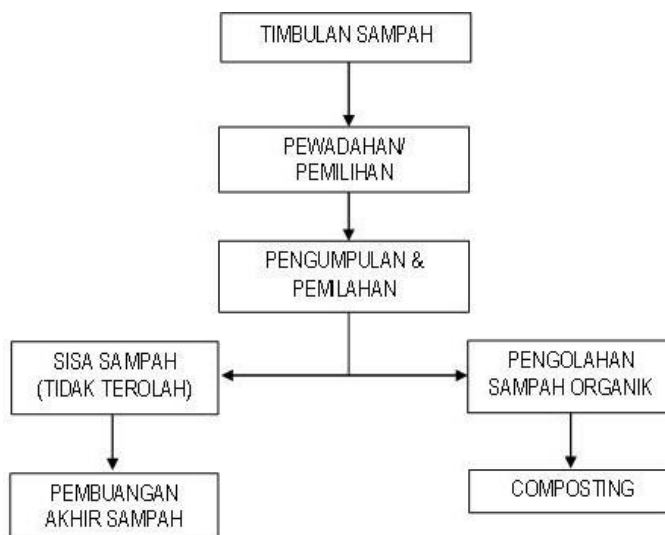 TIMBULAN SAMPAH
PEWADAHAN/
PEMILIHAN
PENGUMPULAN &
PEMILAHAN
SISA SAMPAH
(TIDAK TEROLAH)
PENGOLAHAN
SAMPAH ORGANIK
PEMBUANGAN
AKHIR SAMPAH
COMPOSTING